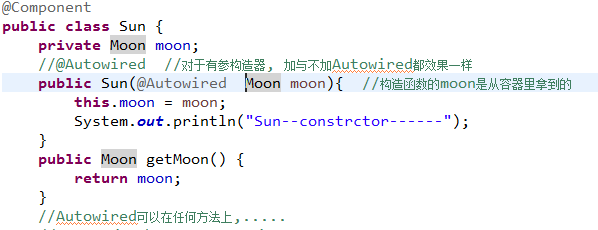 @Component
public class Sun {
    private Moon moon;
    //@Autowired  //对于有参构造器, 加与不加Autowired都效果一样
    public Sun(@Autowired  Moon moon){  //构造函数的moon是从容器里拿到的
        this.moon = moon;
        System.out.println("Sun--constrctor------");
    }
    public Moon getMoon() {
        return moon;
    }
    //Autowired可以在任何方法上,.....